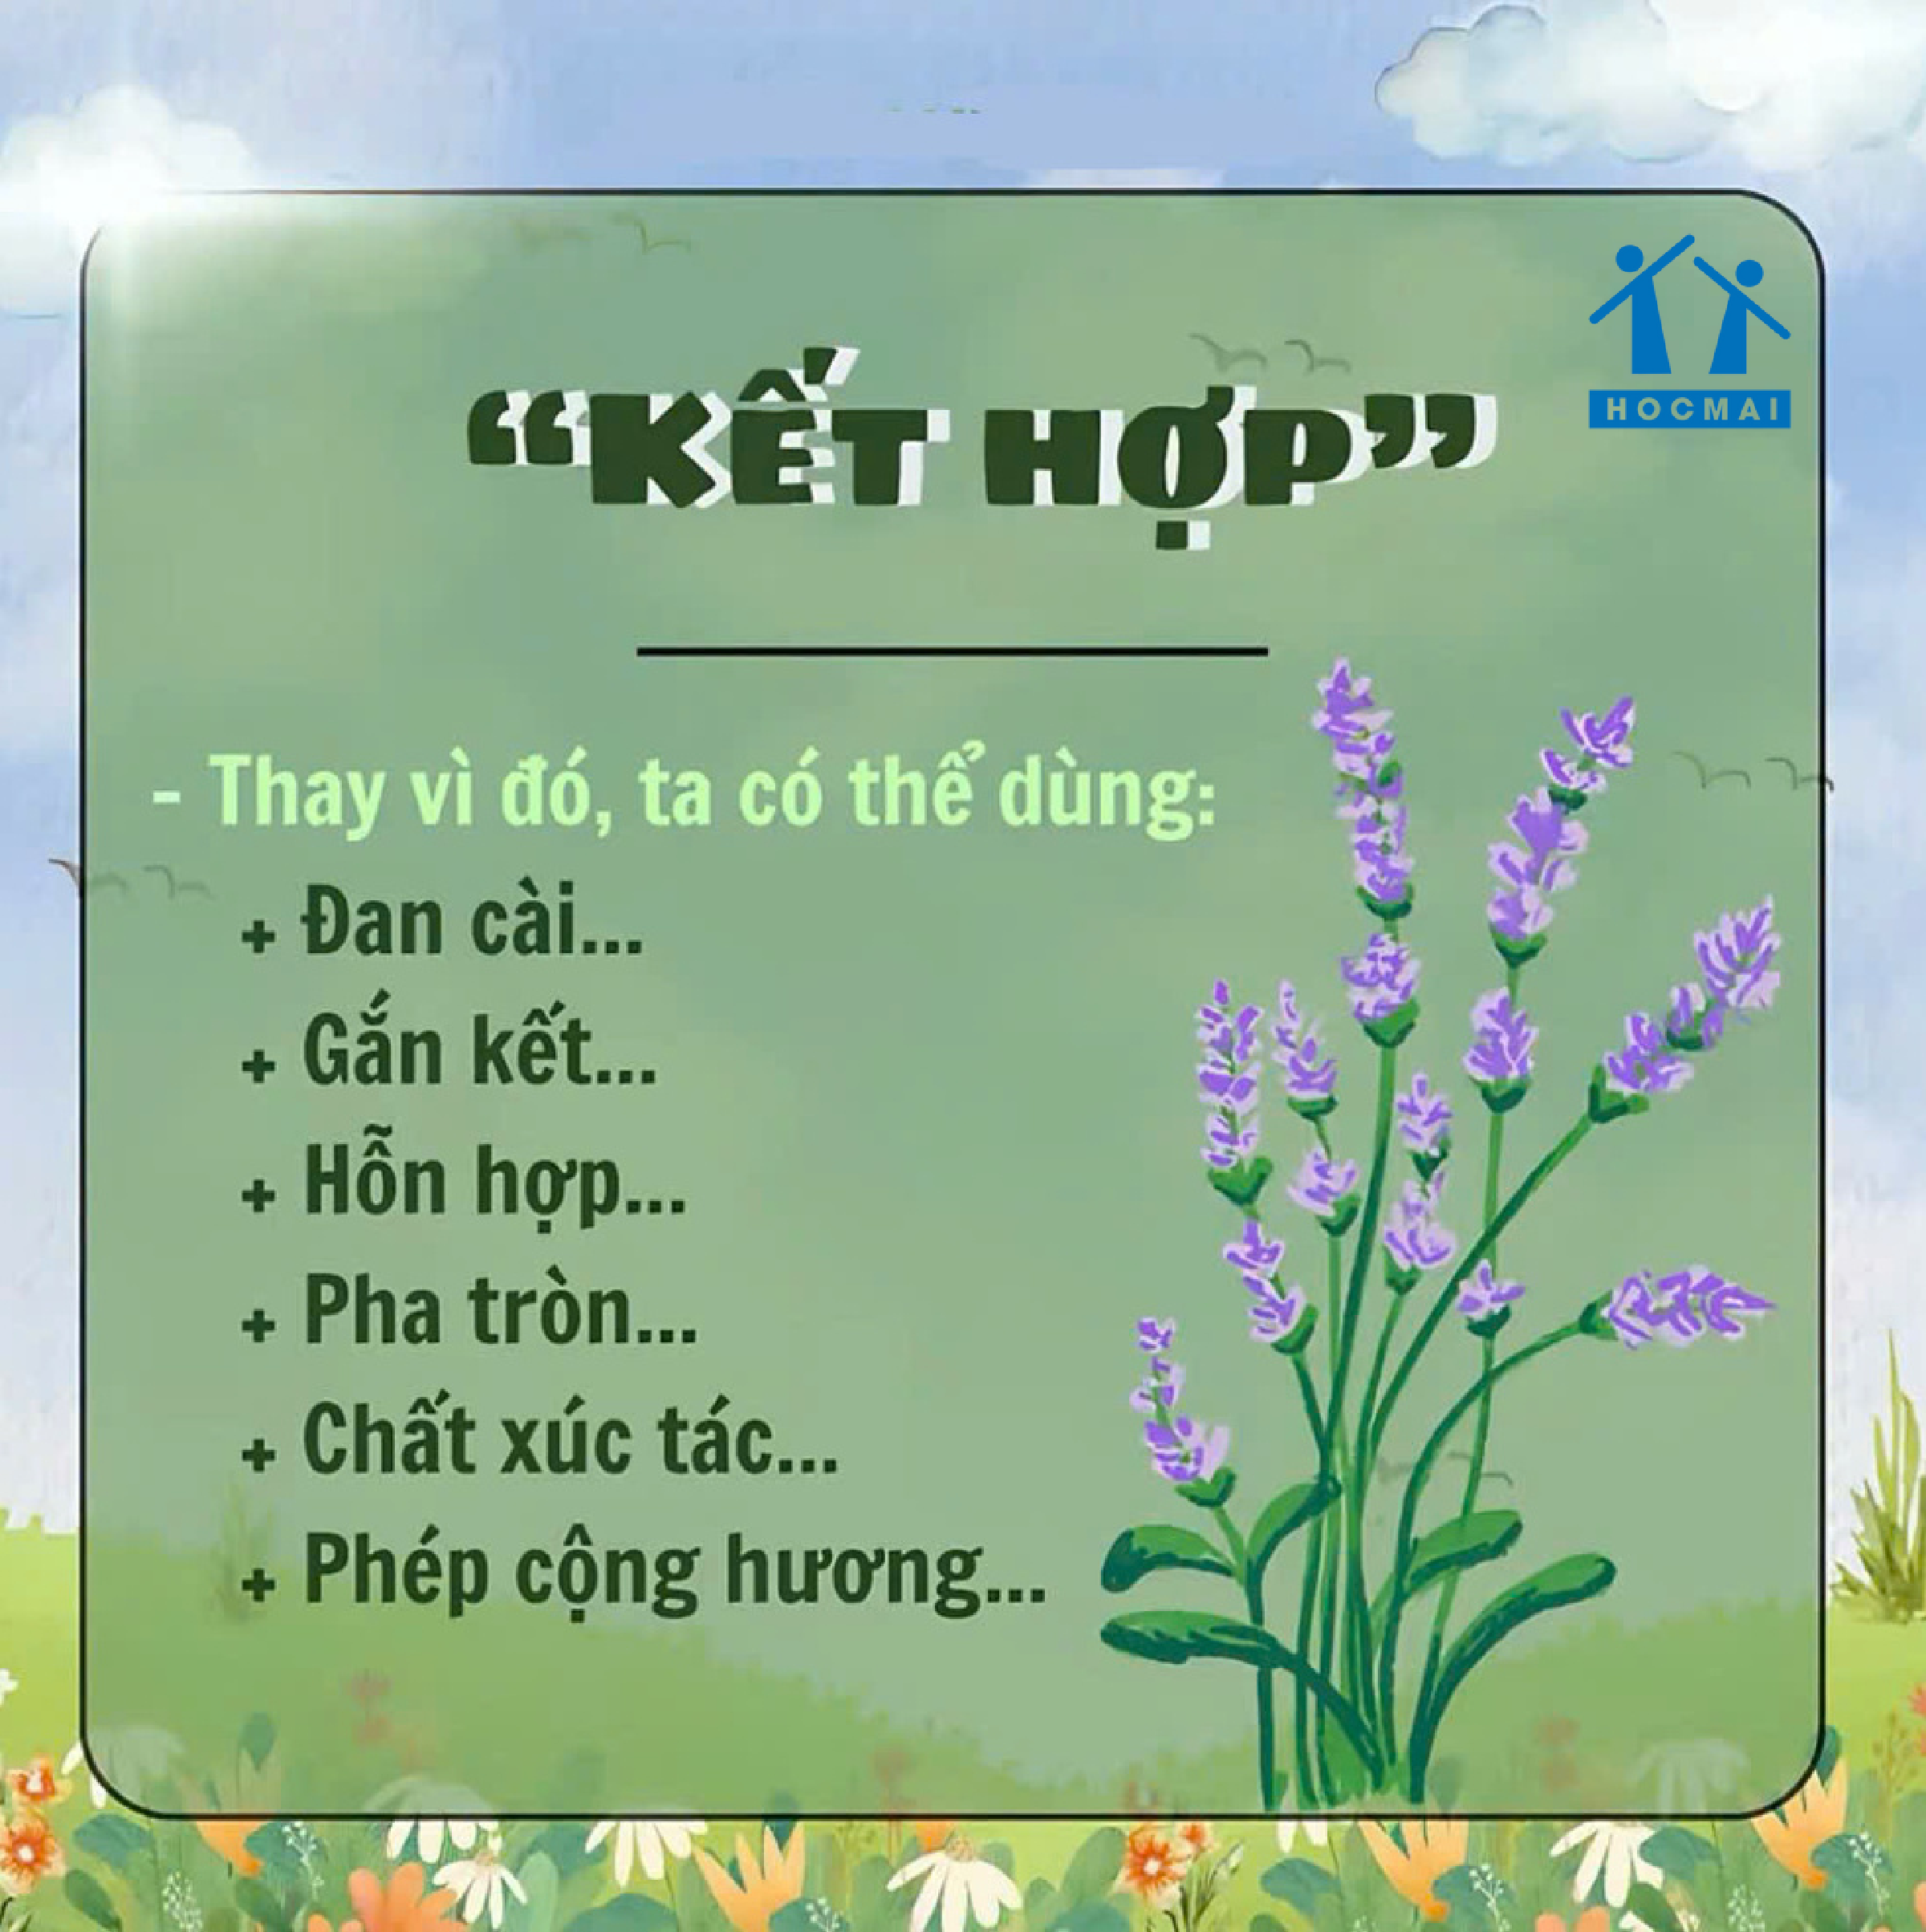 “KẾT HỢP”
HOCMAI
- Thay vì đó, ta có thể dùng:
+ Đan cài...
+ Gắn kết...
+ Hỗn hợp...
+ Pha tròn...
+ Chất xúc tác...
+ Phép cộng hương...